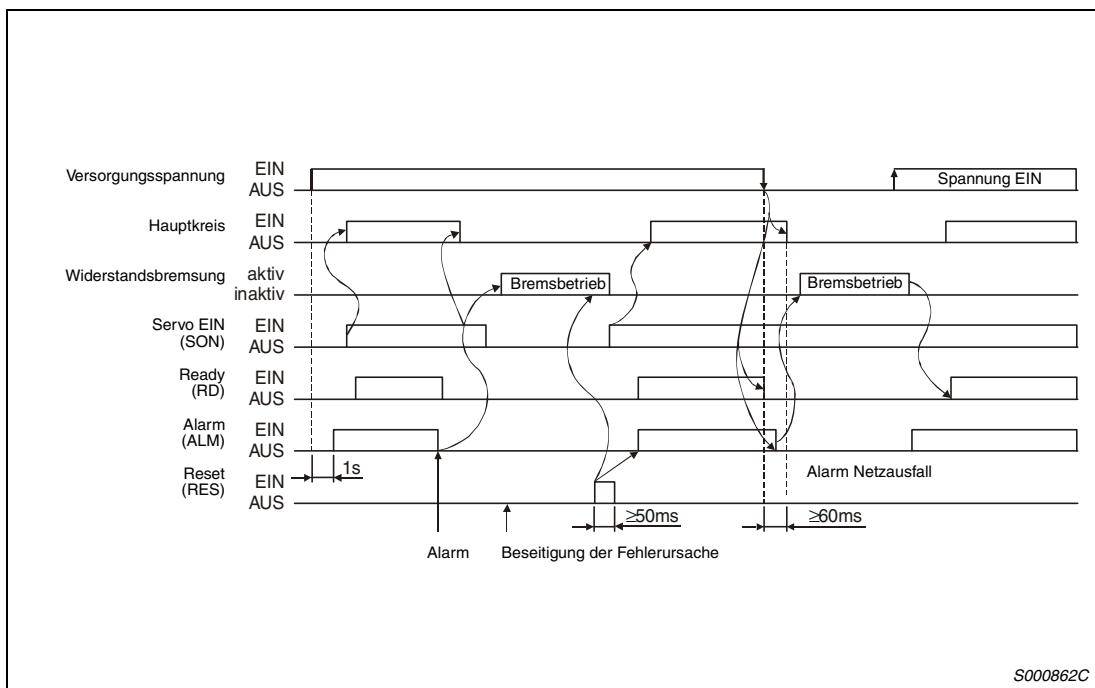 Versorgungsspannung EIN
AUS
Spannung EIN
Hauptkreis EIN
AUS
Widerstandsbremsung aktiv
inaktiv
Bremsbetrieb
Bremsbetrieb
Servo EIN
(SON)
EIN
AUS
Ready
(RD)
EIN
AUS
Alarm
(ALM)
EIN
AUS
1s
Alarm Netzausfall
Reset
(RES)
EIN
AUS
≥50ms
≥60ms
Alarm
Beseitigung der Fehlerursache
S000862C